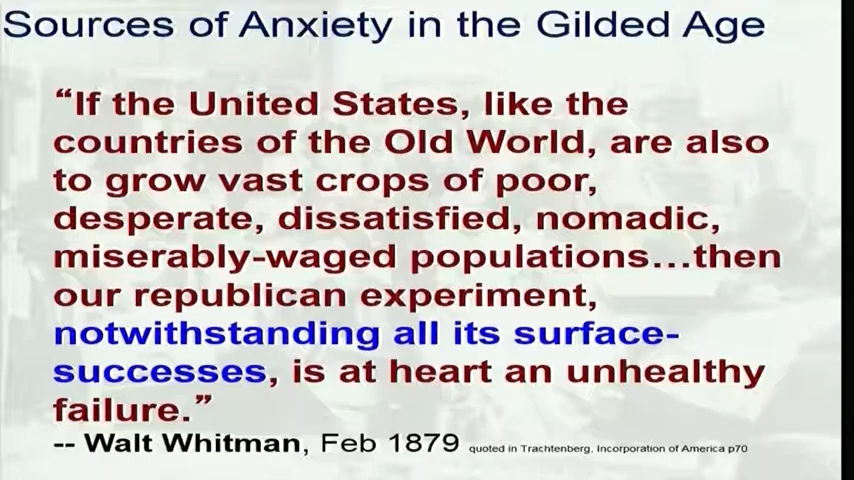 Sources of Anxiety in the Gilded Age
“If the United States, like the
countries of the Old World, are also
to grow vast crops of poor,
desperate, dissatisfied, nomadic,
miserably-waged populations…then
our republican experiment,
notwithstanding all its surface-
successes, is at heart an unhealthy
failure.”
-- Walt Whitman, Feb 1879 quoted in Trachtenberg, Incorporation of America p70